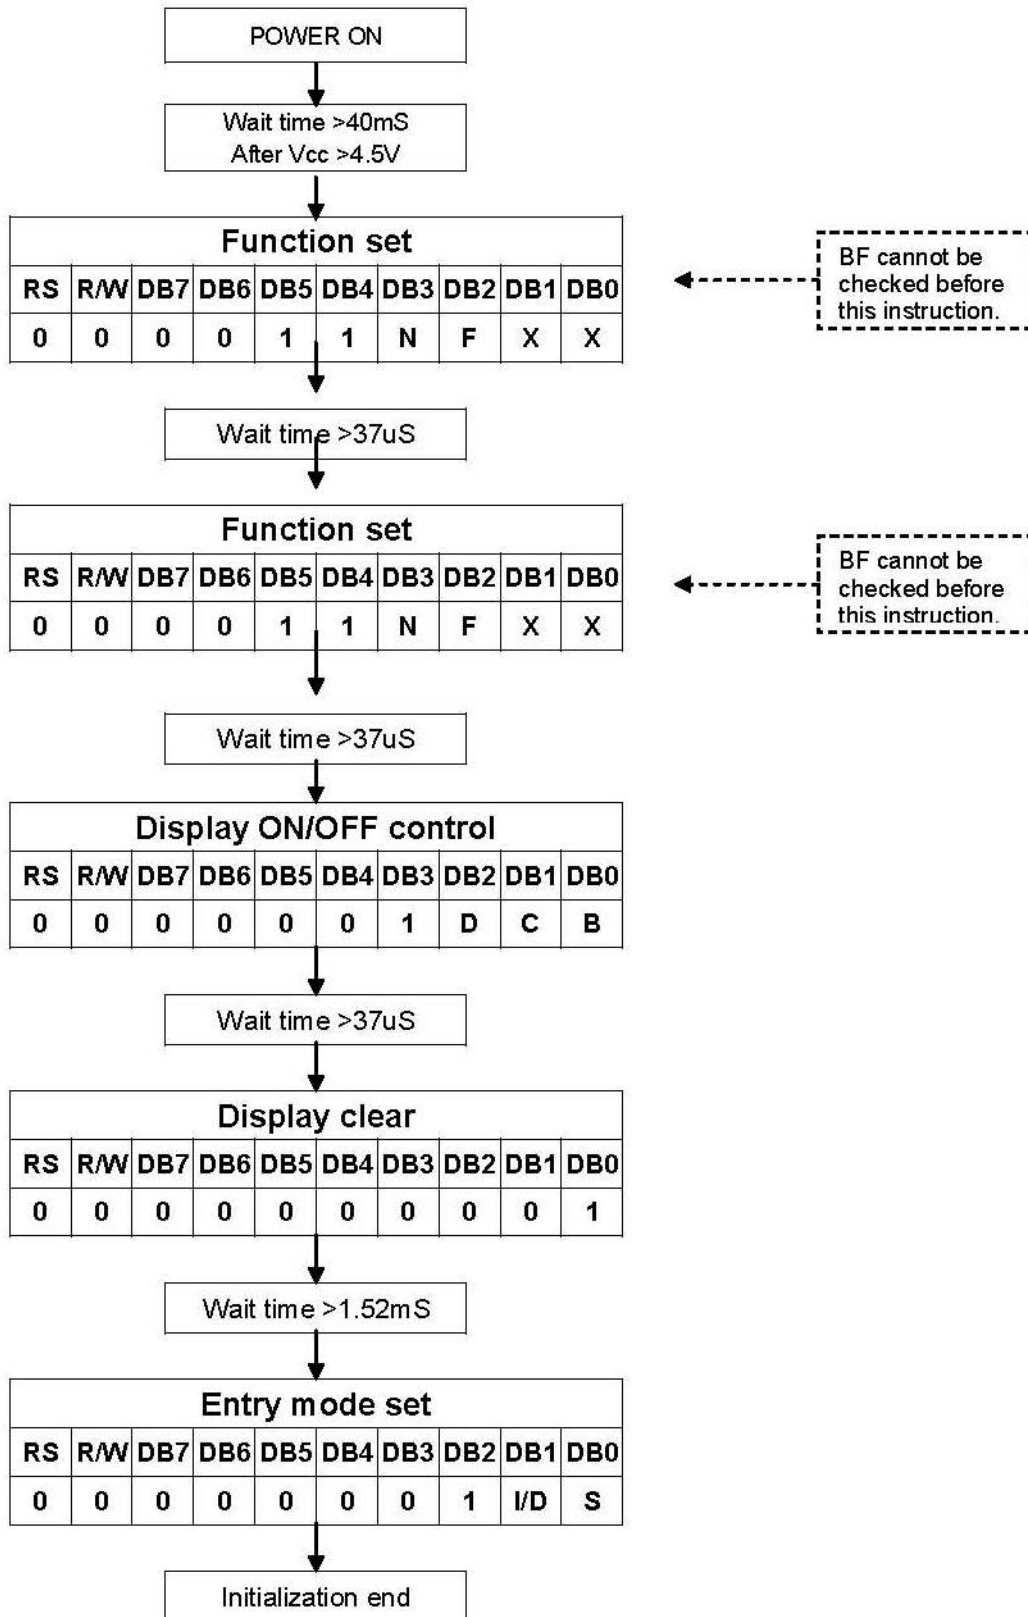 POWER ON
Wait time >40mS
After Vcc >4.5V
Function set
RS R/W DB7 DB6 DB5 DB4 DB3 DB2 DB1 DB0
0 0 0 0 1 1 N F X X
BF cannot be
checked before
this instruction.
Wait time >37uS
Function set
RS R/W DB7 DB6 DB5 DB4 DB3 DB2 DB1 DB0
0 0 0 0 1 1 N F X X
BF cannot be
checked before
this instruction.
Wait time >37uS
Display ON/OFF control
RS R/W DB7 DB6 DB5 DB4 DB3 DB2 DB1 DB0
0 0 0 0 0 0 1 D C B
Wait time >37uS
Display clear
RS R/W DB7 DB6 DB5 DB4 DB3 DB2 DB1 DB0
0 0 0 0 0 0 0 0 0 1
Wait time >1.52mS
Entry mode set
RS R/W DB7 DB6 DB5 DB4 DB3 DB2 DB1 DB0
0 0 0 0 0 0 0 1 I/D S
Initialization end